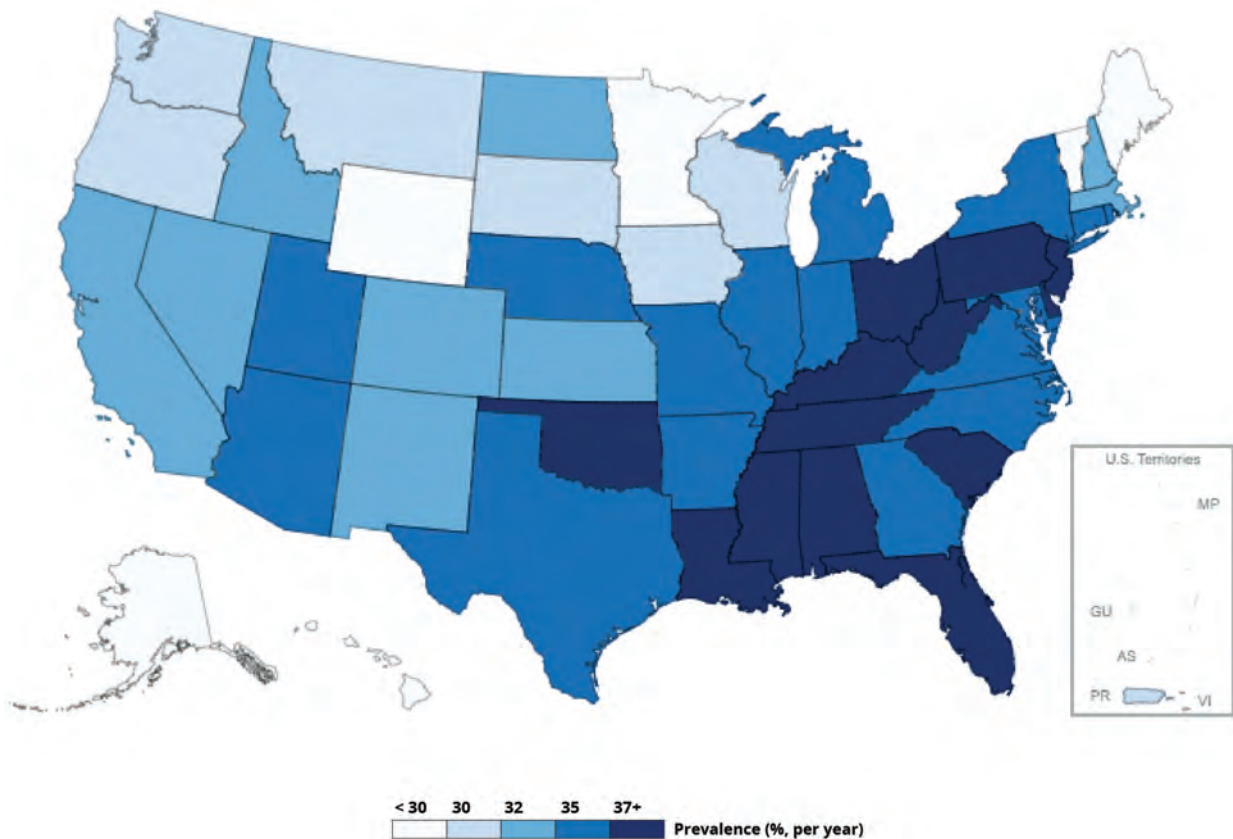 U.S. Territories
MP
GU
AS
PR VI
< 30 30 32 35 37+
Prevalence (%, per year)